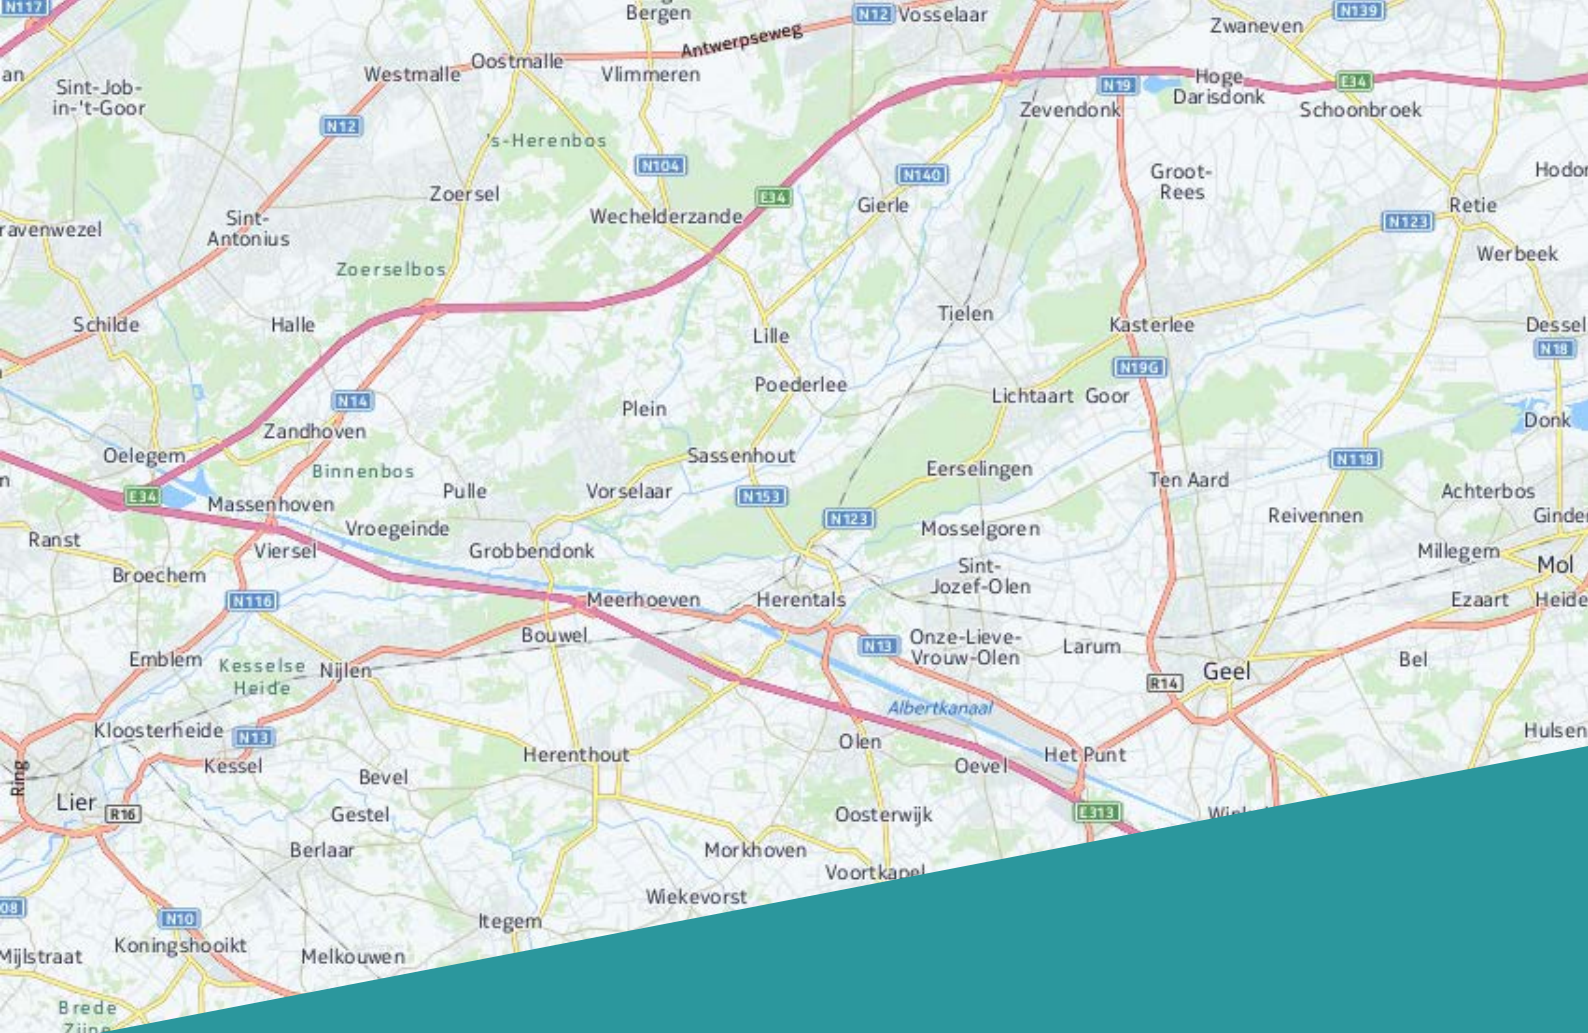 N117
Bergen
N12
Vosselaar
N139
Zwaneven
Antwerpseweg
Oostmalle
Westmalle
Vlimmeren
Sint-Job-
in-'t-Goor
N19
Hoge
Darisdonk
E34
Zevendonk
Schoonbroek
N12
's-Herenbos
N104
N140
Groot-
Rees
Zoersel
E34
Gierle
Retie
Wechelderzande
Sint-
Antonius
N123
ravenwezel
Werbeek
Zoerselbos
Tielen
Schilde
Halle
Lille
Kasterlee
Dessel
N18
N19G
Poederlee
Lichtaart
Goor
N14
Plein
Donk
Zandhoven
Oelegem
Sassenhout
N118
Binnenbos
Eerselingen
Ten Aard
Pulle
Vorselaar
E34
N153
Achterbos
Massenhoven
N123
Reivennen
Ginde
Vroegeinde
Mosselgoren
Ranst
Viersel
Grobbendonk
Millegem
Mol
Broechem
Sint-
Jozef-Olen
N116
Meerhoeven
Herentals
Ezaart
Heide
Bouwel
N13
Onze-Lieve-
Vrouw-Olen
Larum
Emblem
Kesselse
Heide
Nijlen
Geel
Bel
R14
Albertkanaal
Kloosterheide
N13
Hulsen
Olen
Herenthout
Het Punt
Kessel
Oevel
Bevel
Ring
Lier
R16
Gestel
Oosterwijk
E313
Berlaar
Morkhoven
Voortkapel
Wiekevorst
08
N10
Itegem
Koningshooikt
Mijlstraat
Melkouwen
Brede
Zijpe